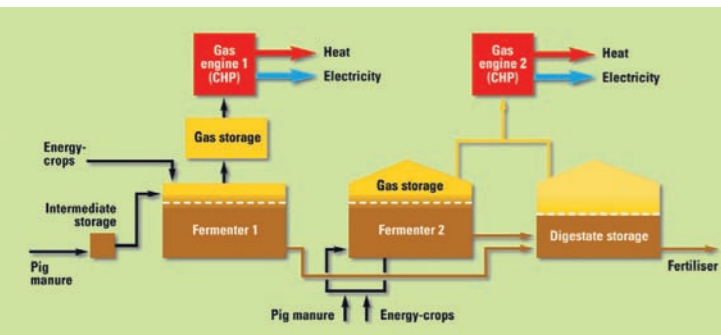 Gas
engine 1
(CHP)
Heat
Electricity
Gas
engine 2
(CHP)
Heat
Electricity
Gas storage
Energy-
crops
Intermediate
storage
Pig
manure
Fermenter 1
Gas storage
Fermenter 2
Digestate storage
Fertiliser
Pig manure
Energy-crops